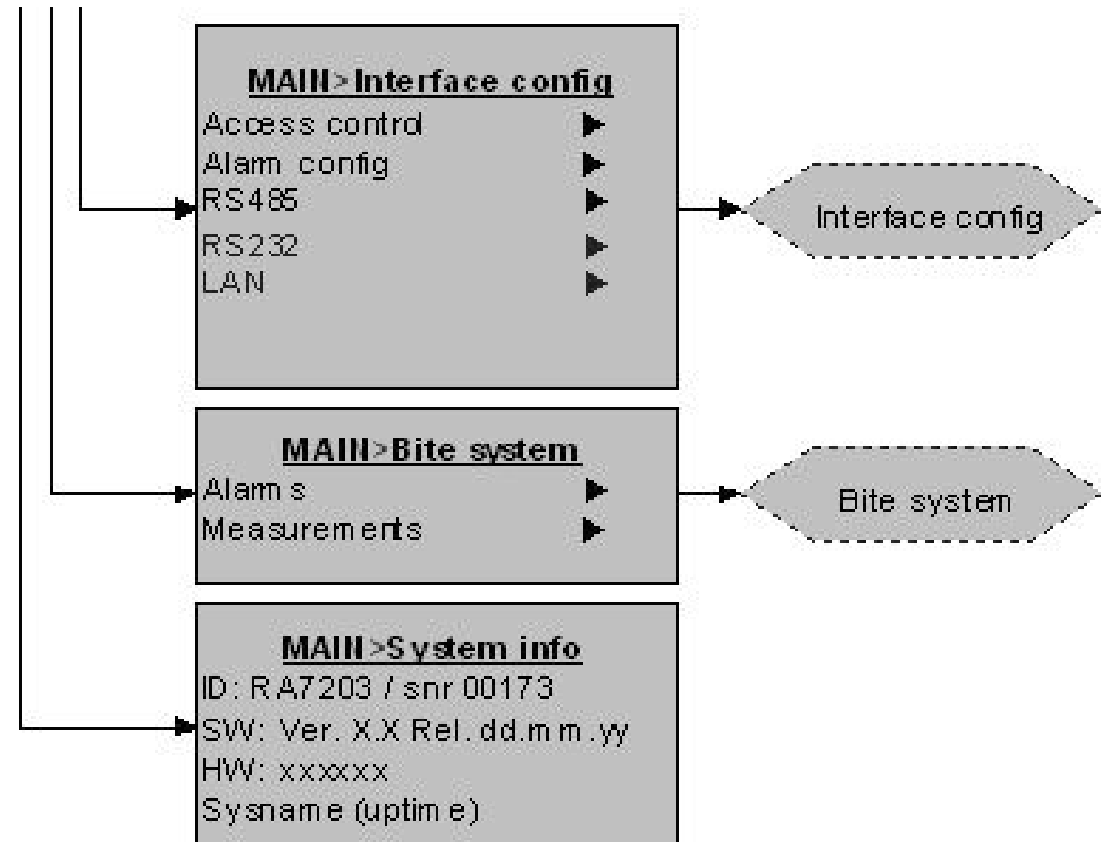 MAIN>Interface config
Access control
Alarm config
RS485
RS232
LAN
Interface config
MAIN>Bite system
Alarms
Measurements
Bite system
MAIN>System info
ID: RA7203 / snr 00173
SW: Ver. X.X Rel. dd.mm.yy
HW: xxxxxx
Sysname (uptime)